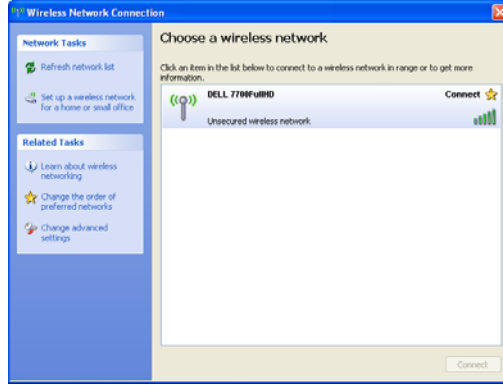 Wireless Network Connection
Network Tasks
Refresh network list
Set up a wireless network
for a home or small office
Related Tasks
Learn about wireless
networking
Change the order of
preferred networks
Change advanced
settings
Choose a wireless network
Click an item in the list below to connect to a wireless network in range or to get more
information.
DELL 7700FullHD
Connect
Unsecured wireless network
Connect